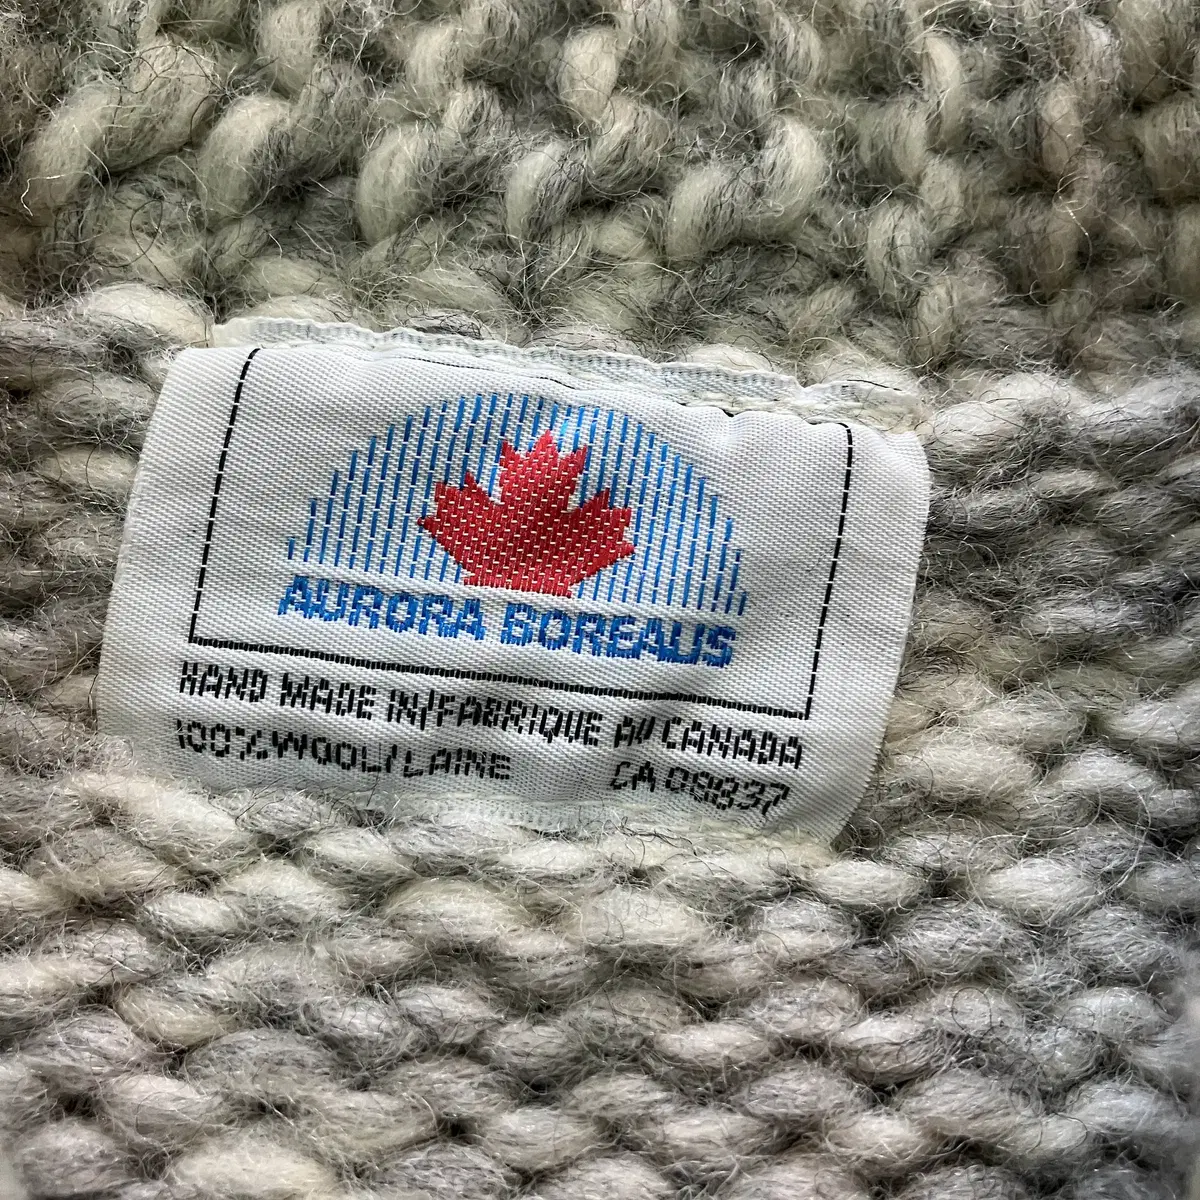 AURORA BOREALIS
HAND MADE IN/FABRIQUE AU CANADA
100% WOOL/LAINE CA 08837